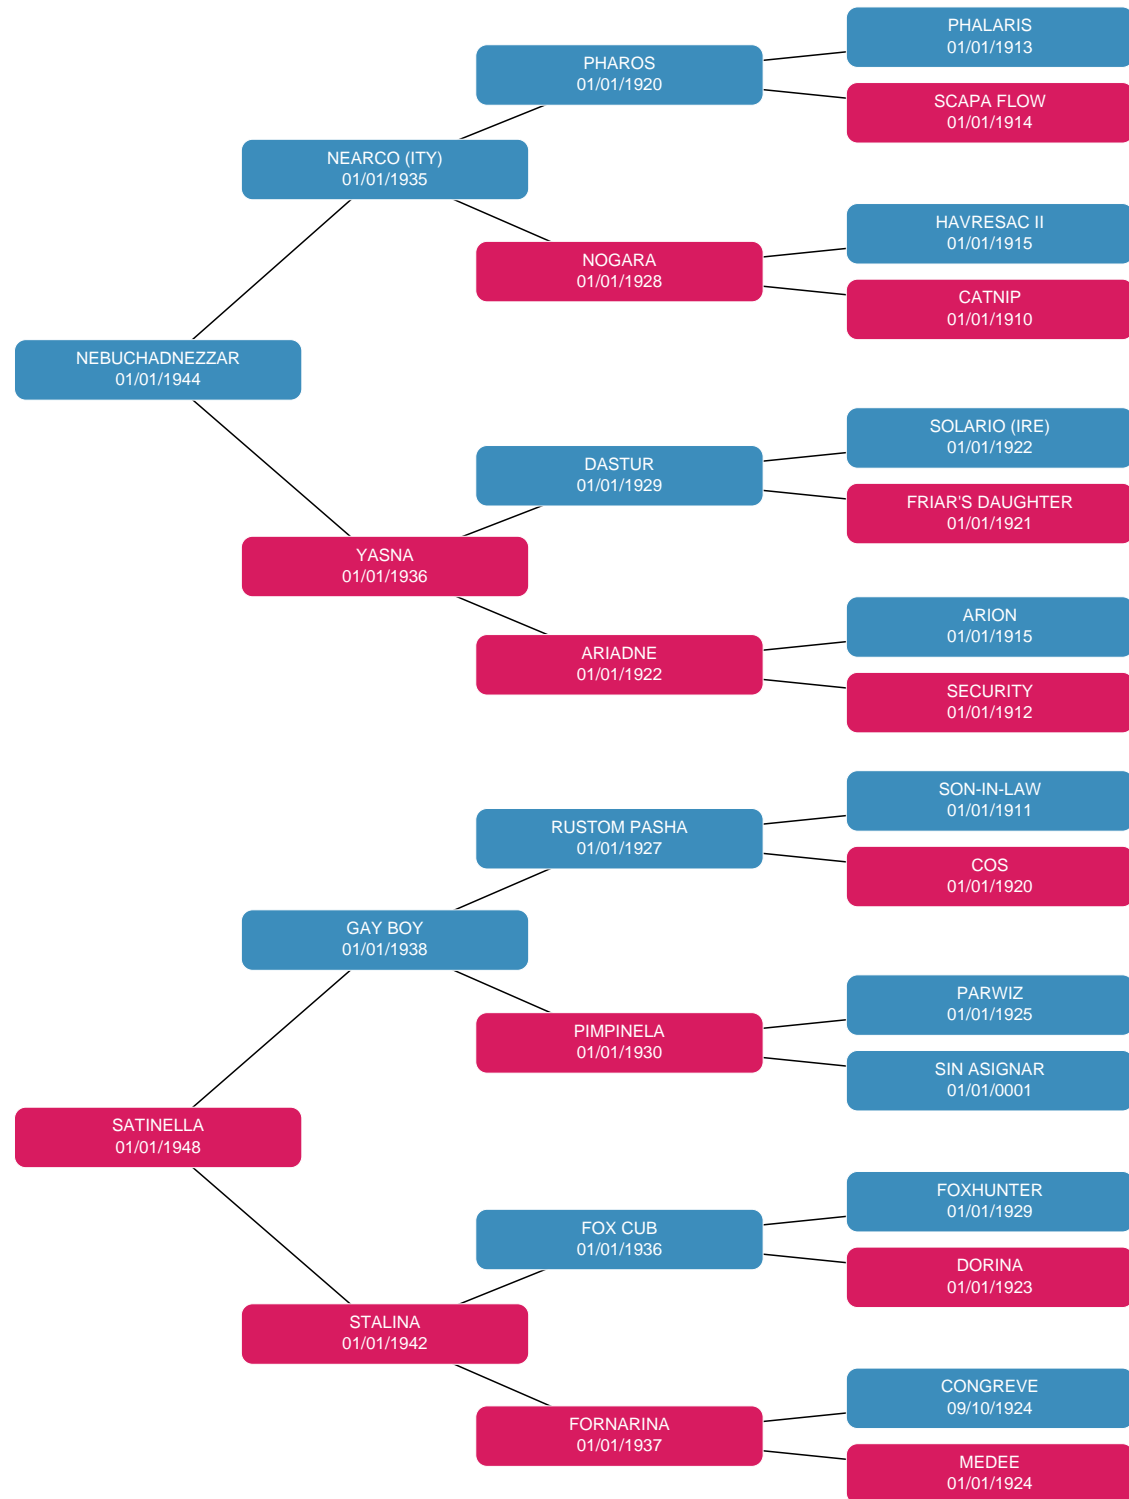 PHALARIS
01/01/1913
PHAROS
01/01/1920
SCAPA FLOW
01/01/1914
NEARCO (ITY)
01/01/1935
HAVRESAC II
01/01/1915
NOGARA
01/01/1928
CATNIP
01/01/1910
NEBUCHADNEZZAR
01/01/1944
SOLARIO (IRE)
01/01/1922
DASTUR
01/01/1929
FRIAR'S DAUGHTER
01/01/1921
YASNA
01/01/1936
ARION
01/01/1915
ARIADNE
01/01/1922
SECURITY
01/01/1912
SON-IN-LAW
01/01/1911
RUSTOM PASHA
01/01/1927
COS
01/01/1920
GAY BOY
01/01/1938
PARWIZ
01/01/1925
PIMPINELA
01/01/1930
SIN ASIGNAR
01/01/0001
SATINELLA
01/01/1948
FOXHUNTER
01/01/1929
FOX CUB
01/01/1936
DORINA
01/01/1923
STALINA
01/01/1942
CONGREVE
09/10/1924
FORNARINA
01/01/1937
MEDEE
01/01/1924